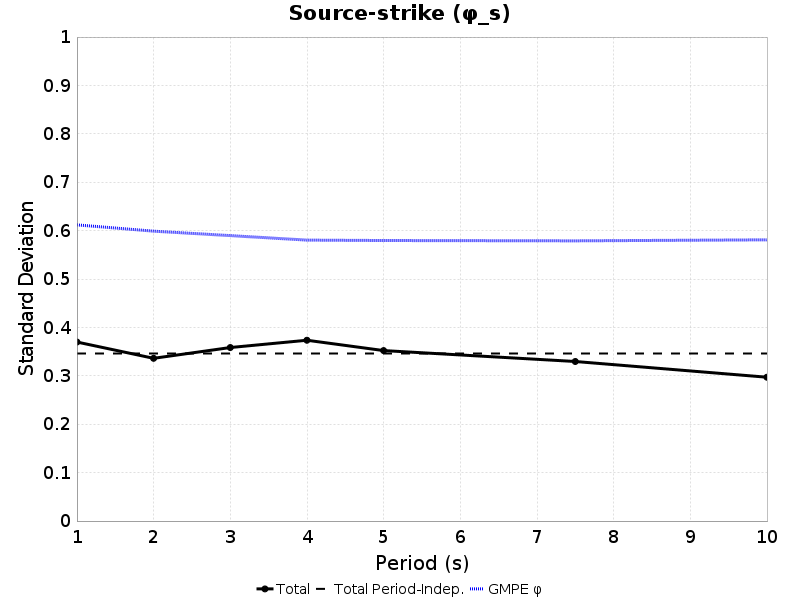 Source-strike (φ_s)
1
0.9
0.8
0.7
0.6
0.5
0.4
0.3
0.2
0.1
0
Standard Deviation
1 2 3 4 5 6 7 8 9 10
Period (s)
Total Total Period-Indep. GMPE φ